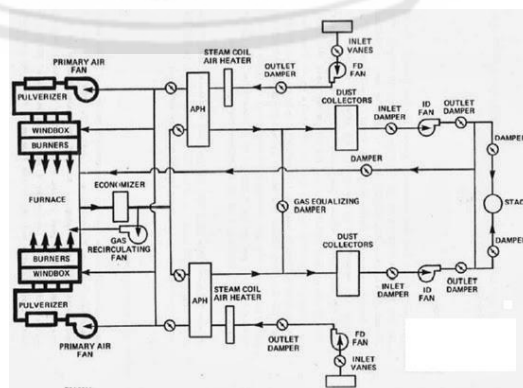 PRIMARY AIR
FAN
PULVERIZER
WINDBOX
BURNERS
FURNACE
ECONOMIZER
GAS
RECIRCULATING
FAN
BURNERS
WINDBOX
PULVERIZER
PRIMARY AIR
FAN
STEAM COIL
AIR HEATER
APH
OUTLET
DAMPER
INLET
VANES
FD
FAN
DUST
COLLECTORS
INLET
DAMPER
ID
FAN
OUTLET
DAMPER
DAMPER
DAMPER
GAS EQUALIZING
DAMPER
STAC
DAMPER
DUST
COLLECTORS
INLET
DAMPER
ID
FAN
OUTLET
DAMPER
APH
STEAM COIL
AIR HEATER
OUTLET
DAMPER
FD
FAN
INLET
VANES